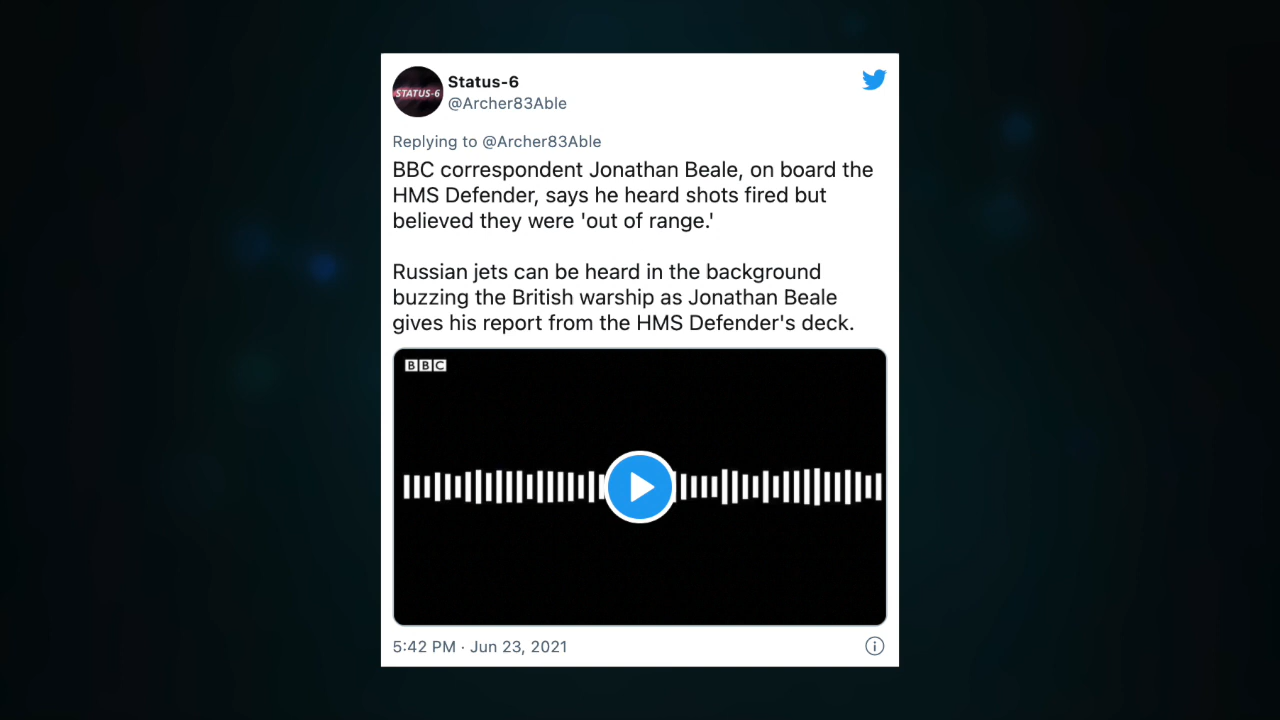 STATUS-6
Status-6
@Archer83Able
Replying to @Archer83Able
BBC correspondent Jonathan Beale, on board the
HMS Defender, says he heard shots fired but
believed they were 'out of range.'
Russian jets can be heard in the background
buzzing the British warship as Jonathan Beale
gives his report from the HMS Defender's deck.
BBC
5:42 PM · Jun 23, 2021